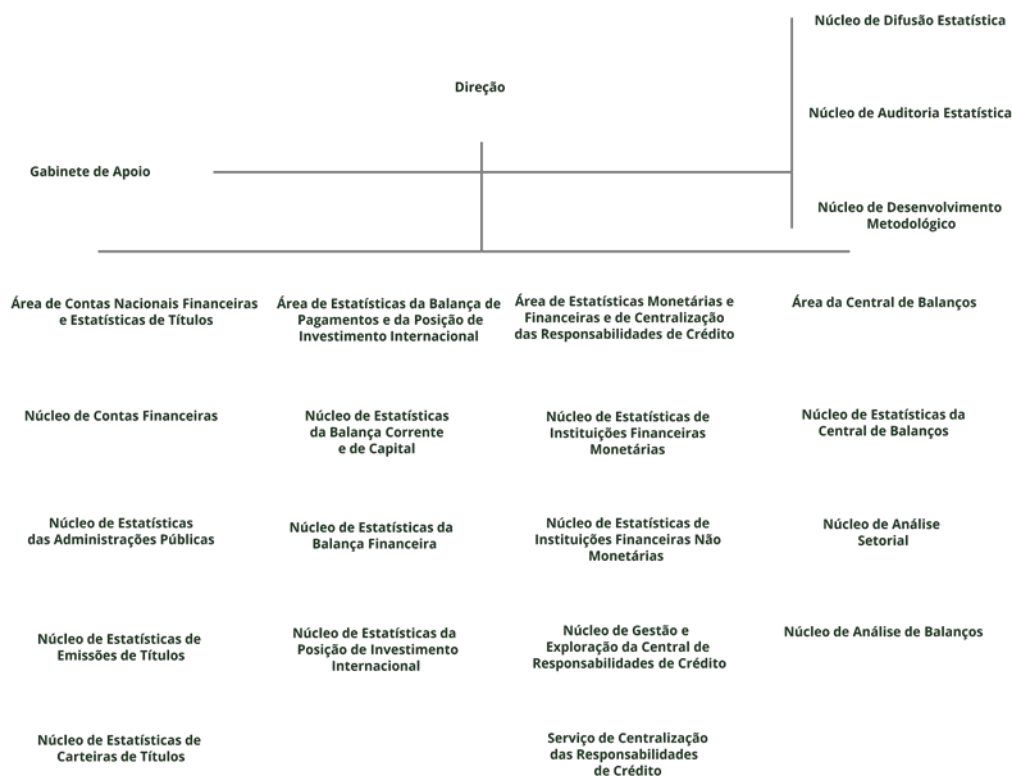 Núcleo de Difusão Estatística
Direção
Núcleo de Auditoria Estatística
Gabinete de Apoio
Núcleo de Desenvolvimento
Metodológico
Área de Contas Nacionais Financeiras
e Estatísticas de Títulos
Área de Estatísticas da Balança de
Pagamentos e da Posição de
Investimento Internacional
Área de Estatísticas Monetárias e
Financeiras e de Centralização
das Responsabilidades de Crédito
Área da Central de Balanços
Núcleo de Contas Financeiras
Núcleo de Estatísticas
da Balança Corrente
e de Capital
Núcleo de Estatísticas de
Instituições Financeiras
Monetárias
Núcleo de Estatísticas da
Central de Balanços
Núcleo de Estatísticas
das Administrações Públicas
Núcleo de Estatísticas da
Balança Financeira
Núcleo de Estatísticas de
Instituições Financeiras Não
Monetárias
Núcleo de Análise
Setorial
Núcleo de Estatísticas de
Emissões de Títulos
Núcleo de Estatísticas da
Posição de Investimento
Internacional
Núcleo de Gestão e
Exploração da Central de
Responsabilidades de Crédito
Núcleo de Análise de Balanços
Núcleo de Estatísticas de
Carteiras de Títulos
Serviço de Centralização
das Responsabilidades
de Crédito